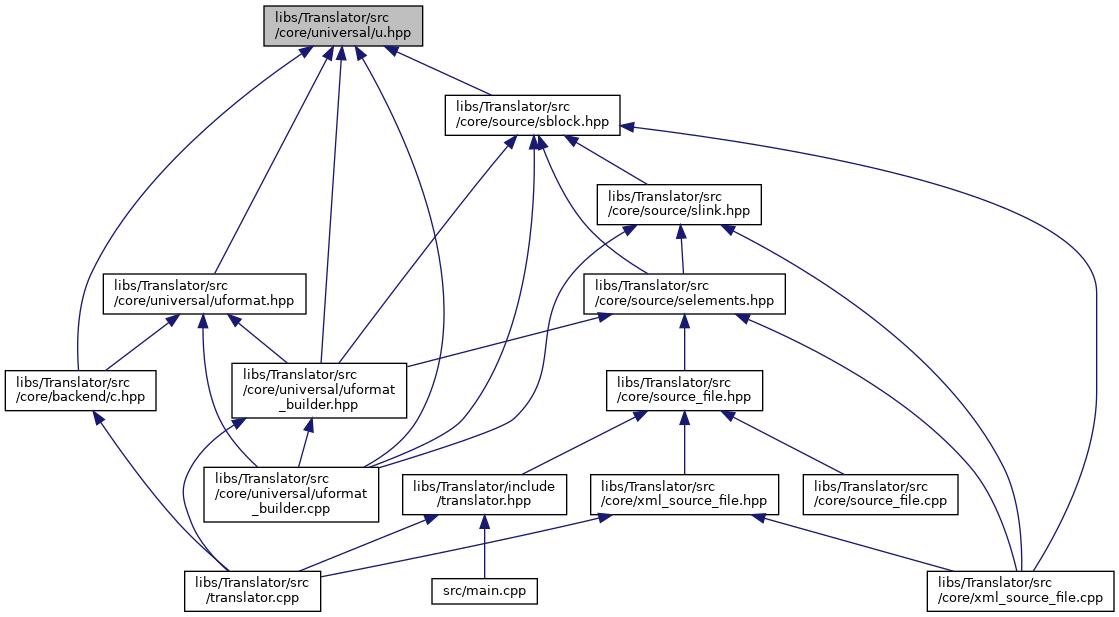 libs/Translator/src
/core/universal/u.hpp
libs/Translator/src
/core/source/sblock.hpp
libs/Translator/src
/core/source/slink.hpp
libs/Translator/src
/core/universal/uformat.hpp
libs/Translator/src
/core/source/selements.hpp
libs/Translator/src
/core/backend/c.hpp
libs/Translator/src
/core/universal/uformat
_builder.hpp
libs/Translator/src
/core/source_file.hpp
libs/Translator/src
/core/universal/uformat
_builder.cpp
libs/Translator/include
/translator.hpp
libs/Translator/src
/core/xml_source_file.hpp
libs/Translator/src
/core/source_file.cpp
libs/Translator/src
/translator.cpp
src/main.cpp
libs/Translator/src
/core/xml_source_file.cpp